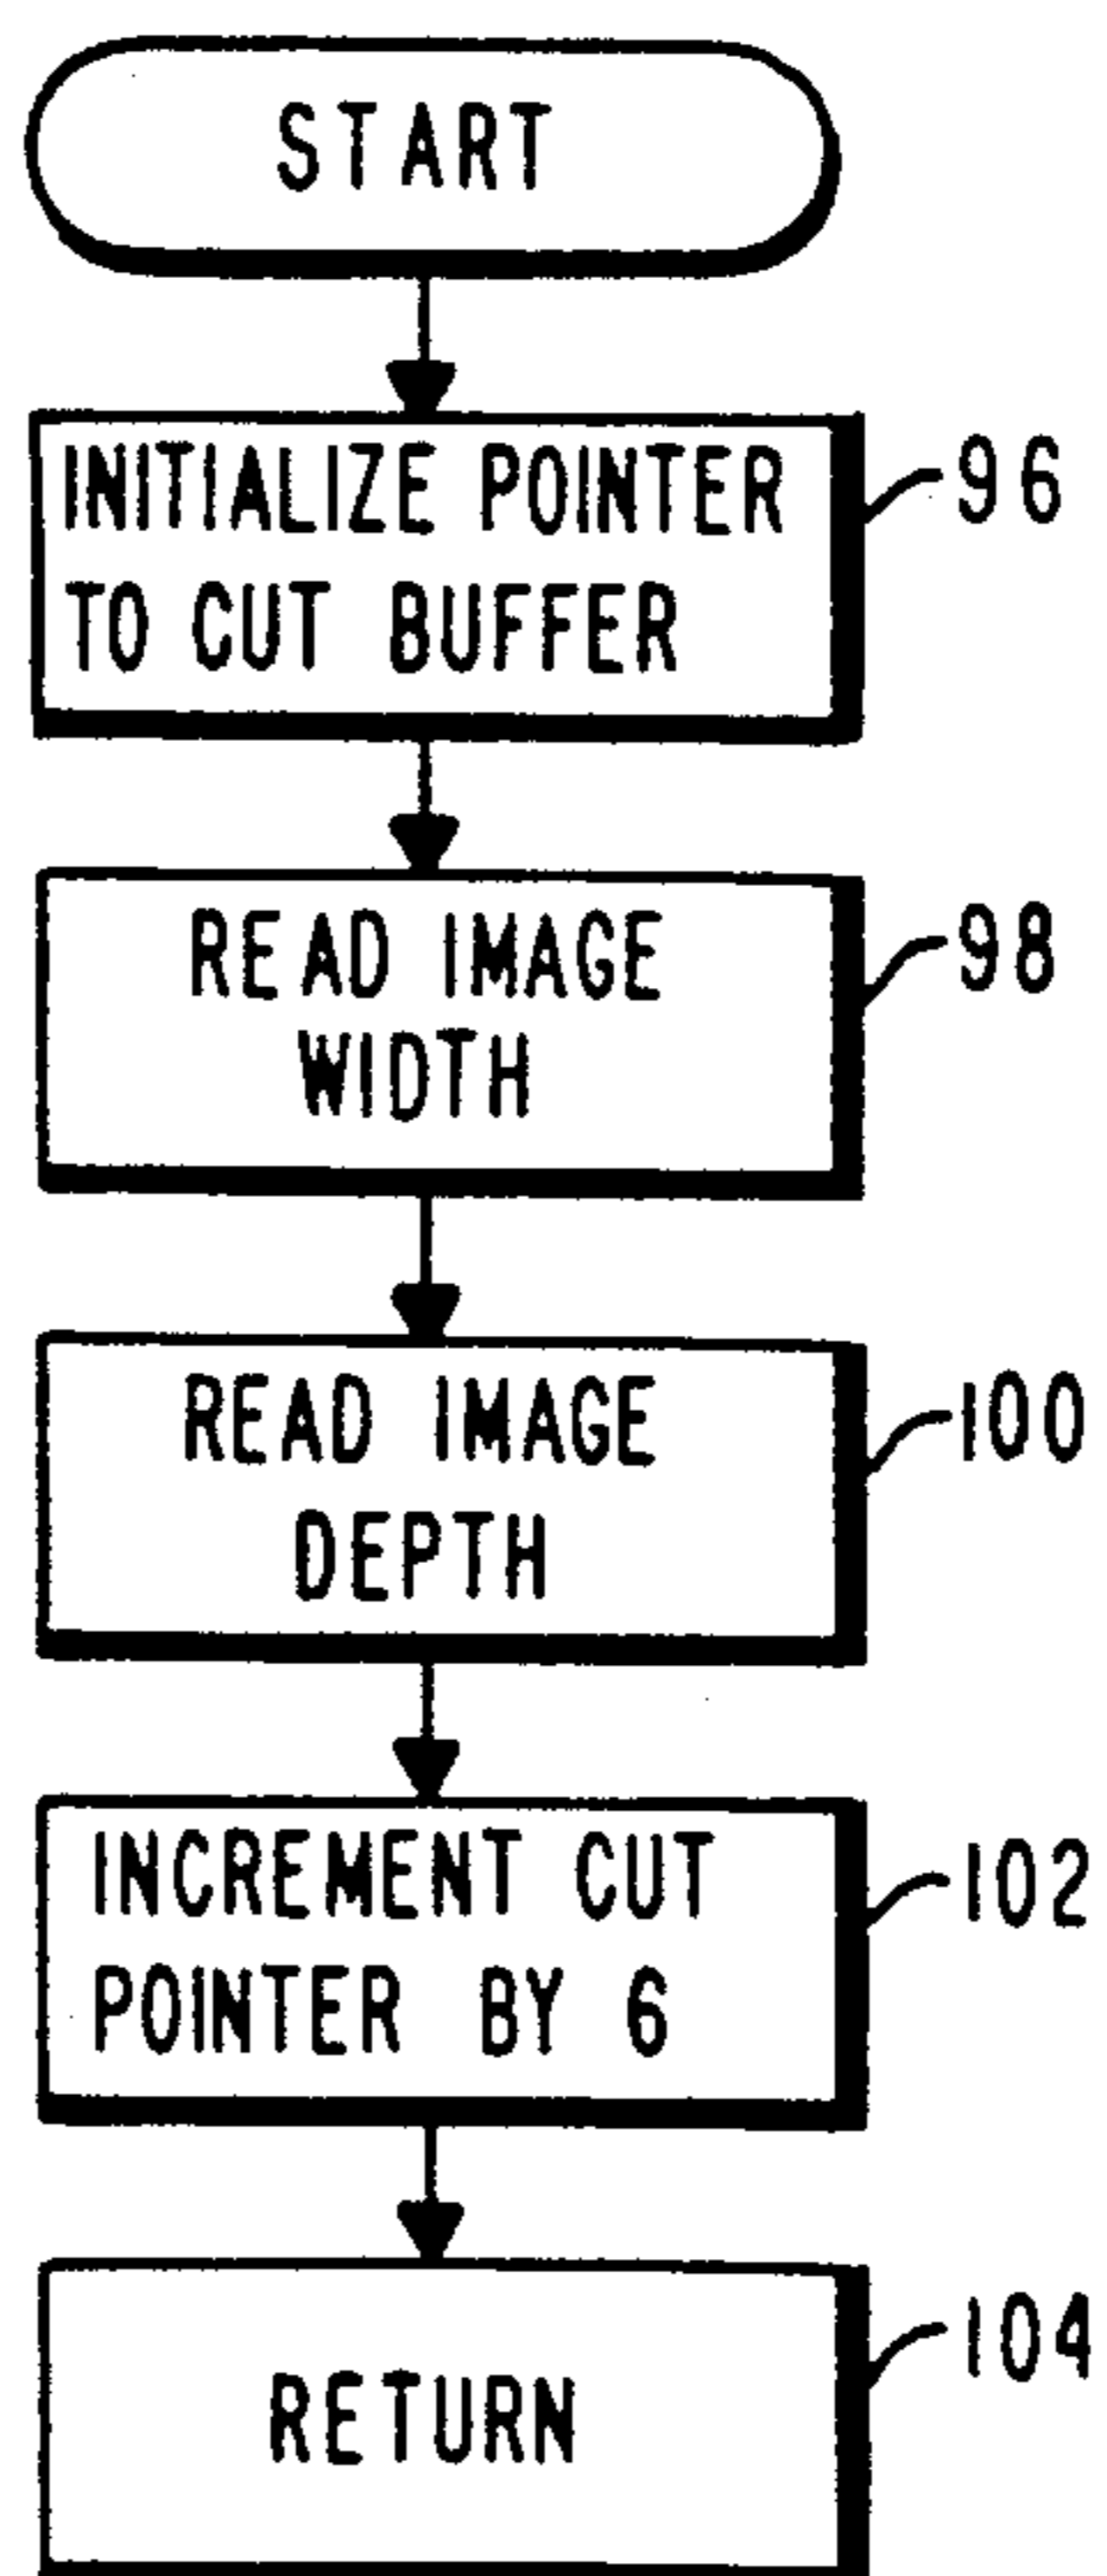 START
INITIALIZE POINTER
TO CUT BUFFER
96
READ IMAGE
WIDTH
98
READ IMAGE
DEPTH
100
INCREMENT CUT
POINTER BY 6
102
RETURN
104